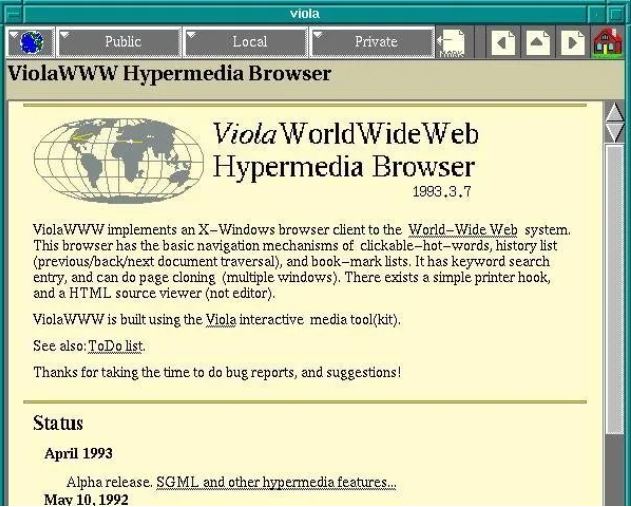 viola
Public Local Private
ViolaWWW Hypermedia Browser
Viola WorldWideWeb
Hypermedia Browser
1993.3.7
ViolaWWW implements an X-Windows browser client to the World-Wide Web system.
This browser has the basic navigation mechanisms of clickable-hot-words, history list
(previous/back/next document traversal), and book-mark lists. It has keyword search
entry, and can do page cloning (multiple windows). There exists a simple printer hook,
and a HTML source viewer (not editor).
ViolaWWW is built using the Viola interactive media tool(kit).
See also: ToDo list.
Thanks for taking the time to do bug reports, and suggestions!
Status
April 1993
Alpha release. SGML and other hypermedia features...
May 10, 1992